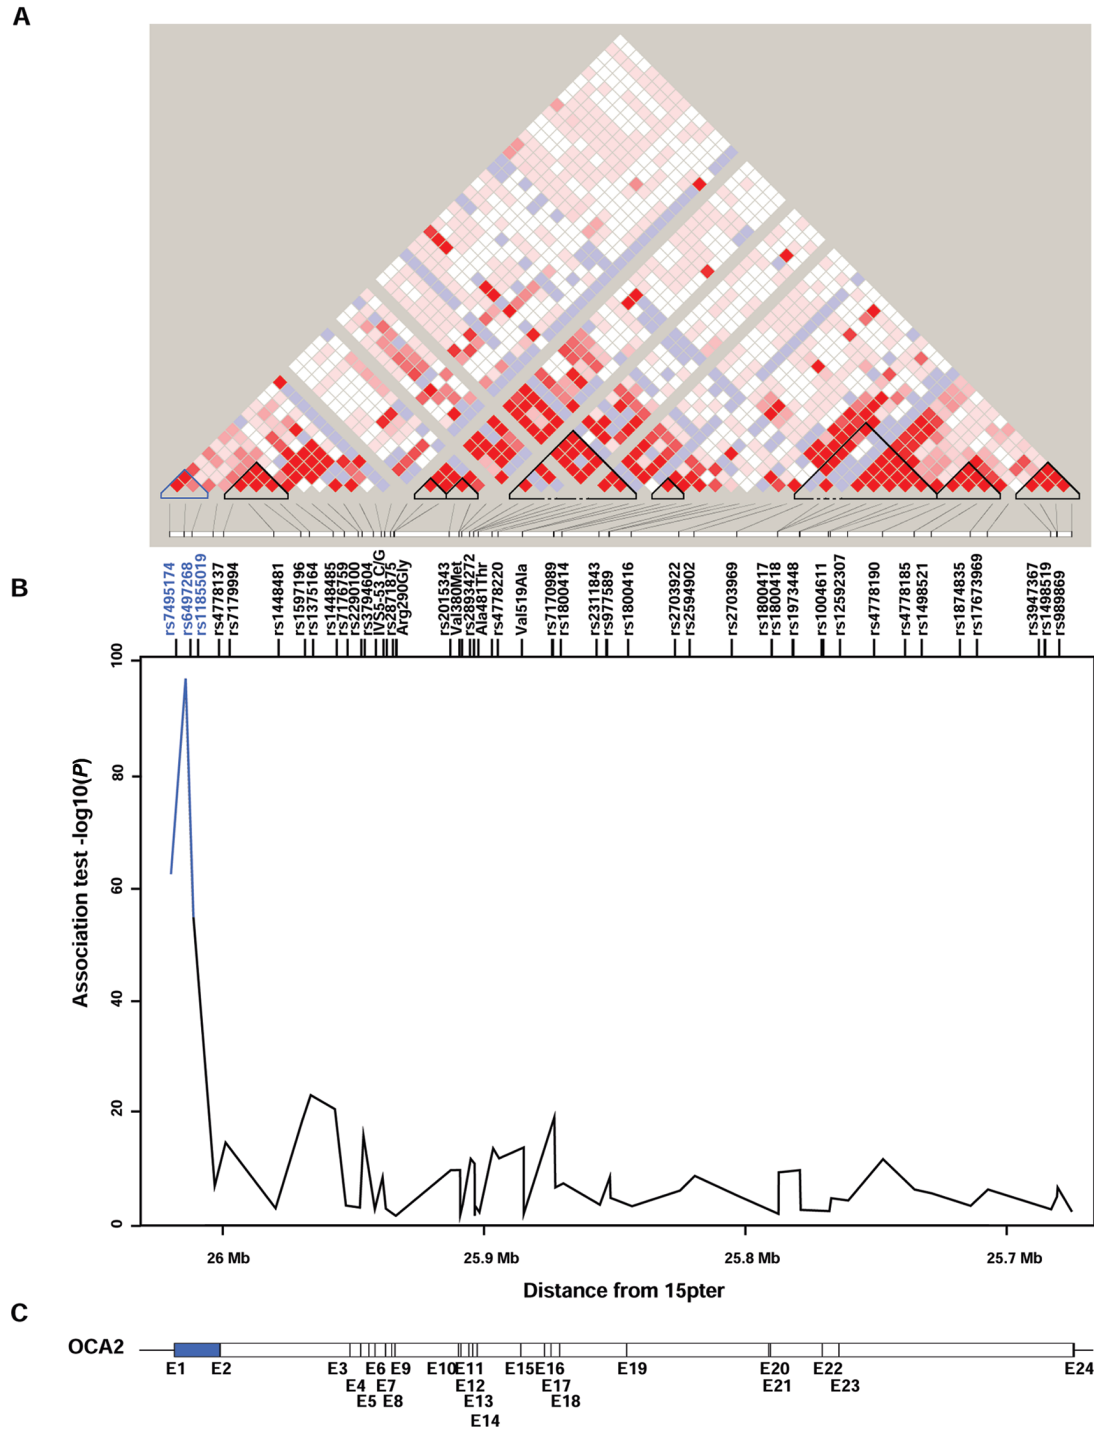 A
B
rs7495174
rs6497268
rs11855019
rs4778137
rs7179994
rs1448481
rs1597196
rs1375164
rs1448485
rs7176759
rs2290100
rs3794604
IVS5-53 C/G
rs2871875
Arg290Gly
rs2015343
Val380Met
rs28934272
Ala481Thr
rs4778220
Val519Ala
rs7170989
rs1800414
rs2311843
rs977589
rs1800416
rs2703922
rs2594902
rs2703969
rs1800417
rs1800418
rs1973448
rs1004611
rs12592307
rs4778190
rs4778185
rs1498521
rs1874835
rs17673969
rs3947367
rs1498519
rs989869
100
80
60
40
20
0
Association test -log10(P)
26 Mb 25.9 Mb 25.8 Mb 25.7 Mb
Distance from 15pter
C
OCA2
E1 E2 E3 E6 E9 E10 E11 E15 E16 E19 E20 E22 E24
E4 E7 E12 E17 E21 E23
E5 E8 E13 E18
E14